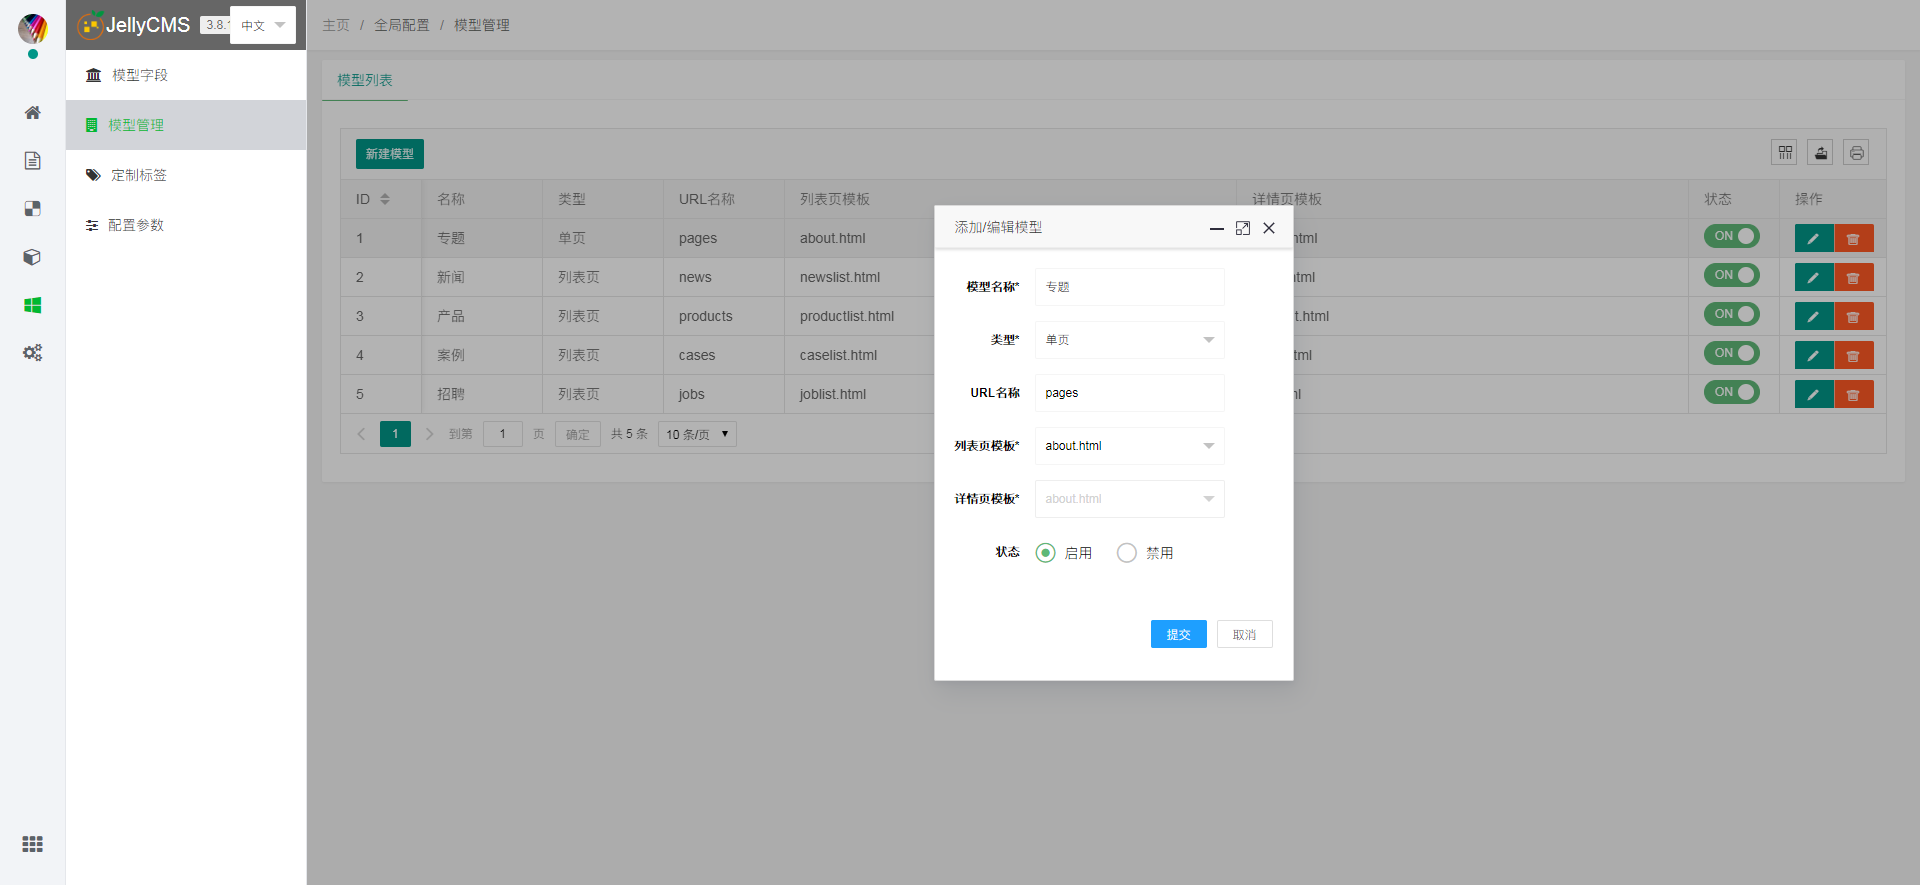 JellyCMS 3.8.
中文
主页 / 全局配置 / 模型管理
模型字段
模型管理
定制标签
配置参数
模型列表
新建模型
ID 名称 类型 URL名称 列表页模板 详情页模板 状态 操作
1 专题 单页 pages about.html html ON
2 新闻 列表页 news newslist.html html ON
3 产品 列表页 products productlist.html t.html ON
4 案例 列表页 cases caselist.html ON
5 招聘 列表页 jobs joblist.html ON
1 到第 1 页 确定 共 5 条 10 条/页
添加/编辑模型
模型名称* 专题
类型* 单页
URL名称 pages
列表页模板* about.html
详情页模板* about.html
状态 启用 禁用
提交 取消